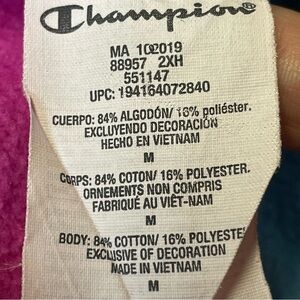 Champion
MA 102019
88957 2XH
551147
UPC: 194164072840
CUERPO: 84% ALGODÓN/ 16% poliéster.
EXCLUYENDO DECORACIÓN
HECHO EN VIETNAM
M
CORPS: 84% COTON/ 16% POLYESTER.
ORNEMENTS NON COMPRIS
FABRIQUÉ AU VIÊT-NAM
M
BODY: 84% COTTON/ 16% POLYESTE
EXCLUSIVE OF DECORATION
MADE IN VIETNAM
M